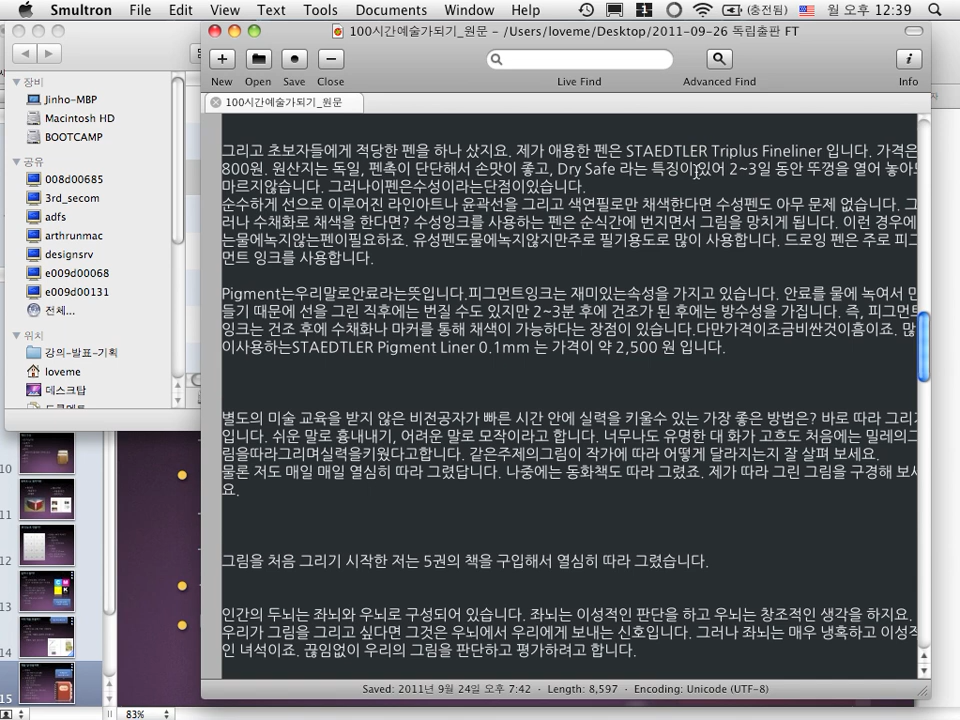 Smultron File Edit View Text Tools Documents Window Help (충전됨) 월 오후 12:39
100시간예술가되기_원문 – /Users/loveme/Desktop/2011-09-26 독립출판 FT
New Open Save Close Live Find Advanced Find Info
100시간예술가되기_원문
장비
Jinho-MBP
Macintosh HD
BOOTCAMP
공유
008d00685
3rd_secom
adfs
arthrunmac
designsrv
e009d00068
e009d00131
전체...
위치
강의-발표-기획
loveme
데스크탑
10
11
12
13
14
15
그리고 초보자들에게 적당한 펜을 하나 샀지요. 제가 애용한 펜은 STAEDTLER Triplus Fineliner 입니다. 가격은
800원. 원산지는 독일, 펜촉이 단단해서 손맛이 좋고, Dry Safe 라는 특징이있어 2~3일 동안 뚜껑을 열어 놓아도
마르지않습니다. 그러나이펜은수성이라는단점이있습니다.
순수하게 선으로 이루어진 라인아트나 윤곽선을 그리고 색연필로만 채색한다면 수성펜도 아무 문제 없습니다. 그
러나 수채화로 채색을 한다면? 수성잉크를 사용하는 펜은 순식간에 번지면서 그림을 망치게 됩니다. 이런 경우에
는물에녹지않는펜이필요하죠. 유성펜도물에녹지않지만주로 필기용도로 많이 사용합니다. 드로잉 펜은 주로 피그
먼트 잉크를 사용합니다.
Pigment는우리말로안료라는뜻입니다.피그먼트잉크는 재미있는속성을 가지고 있습니다. 안료를 물에 녹여서 만
들기 때문에 선을 그린 직후에는 번질 수도 있지만 2~3분 후에 건조가 된 후에는 방수성을 가집니다. 즉, 피그먼트
잉크는 건조 후에 수채화나 마커를 통해 채색이 가능하다는 장점이 있습니다.다만가격이조금비싼것이흠이죠. 많
이사용하는STAEDTLER Pigment Liner 0.1mm 는 가격이 약 2,500 원 입니다.
별도의 미술 교육을 받지 않은 비전공자가 빠른 시간 안에 실력을 키울수 있는 가장 좋은 방법은? 바로 따라 그리기
입니다. 쉬운 말로 흉내내기, 어려운 말로 모작이라고 합니다. 너무나도 유명한 대 화가 고흐도 처음에는 밀레의그
림을따라그리며실력을키웠다고합니다. 같은주제의그림이 작가에 따라 어떻게 달라지는지 잘 살펴 보세요.
물론 저도 매일 매일 열심히 따라 그렸답니다. 나중에는 동화책도 따라 그렸죠. 제가 따라 그린 그림을 구경해 보세
요.
그림을 처음 그리기 시작한 저는 5권의 책을 구입해서 열심히 따라 그렸습니다.
인간의 두뇌는 좌뇌와 우뇌로 구성되어 있습니다. 좌뇌는 이성적인 판단을 하고 우뇌는 창조적인 생각을 하지요.
우리가 그림을 그리고 싶다면 그것은 우뇌에서 우리에게 보내는 신호입니다. 그러나 좌뇌는 매우 냉혹하고 이성적
인 녀석이죠. 끊임없이 우리의 그림을 판단하고 평가하려고 합니다.
Saved: 2011년 9월 24일 오후 7:42 · Length: 8,597 · Encoding: Unicode (UTF-8)
83%